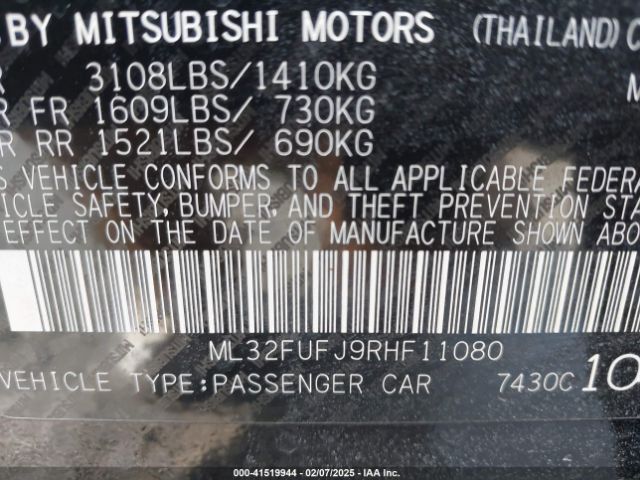 BY MITSUBISHI MOTORS (THAILAND) C
R 3108LBS/1410KG M
R FR 1609LBS/ 730KG
R RR 1521LBS/ 690KG
S VEHICLE CONFORMS TO ALL APPLICABLE FEDERA
ICLE SAFETY, BUMPER, AND THEFT PREVENTION STA
EFFECT ON THE DATE OF MANUFACTURE SHOWN ABO
ML32FUFJ9RHF11080
VEHICLE TYPE:PASSENGER CAR 7430C 10
000-41519944 - 02/07/2025 - IAA Inc.